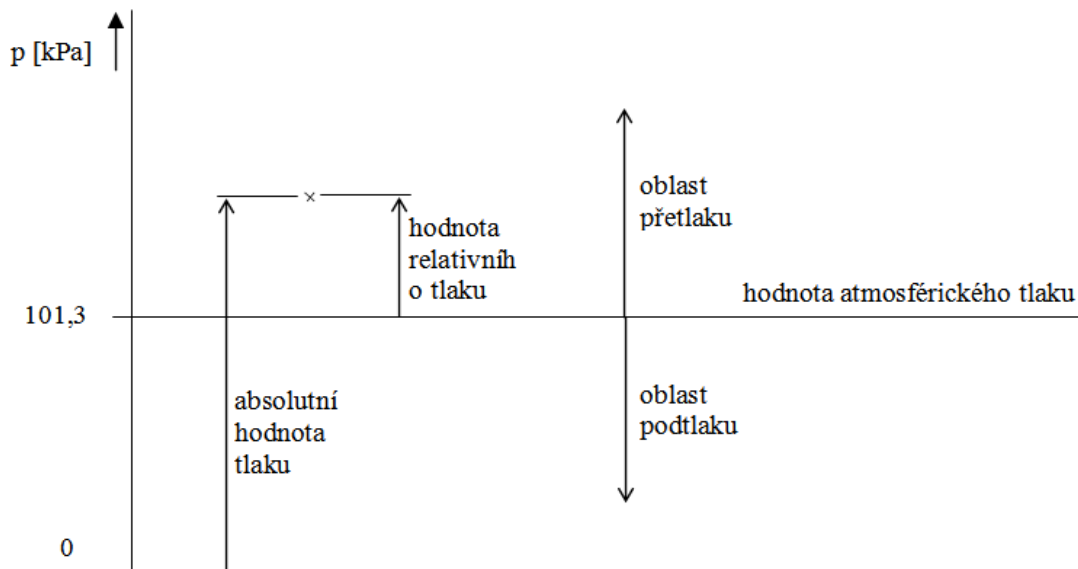 p [kPa]
×
oblast
přetlaku
hodnota
relativníh
o tlaku
hodnota atmosférického tlaku
101,3
absolutní
hodnota
tlaku
oblast
podtlaku
0